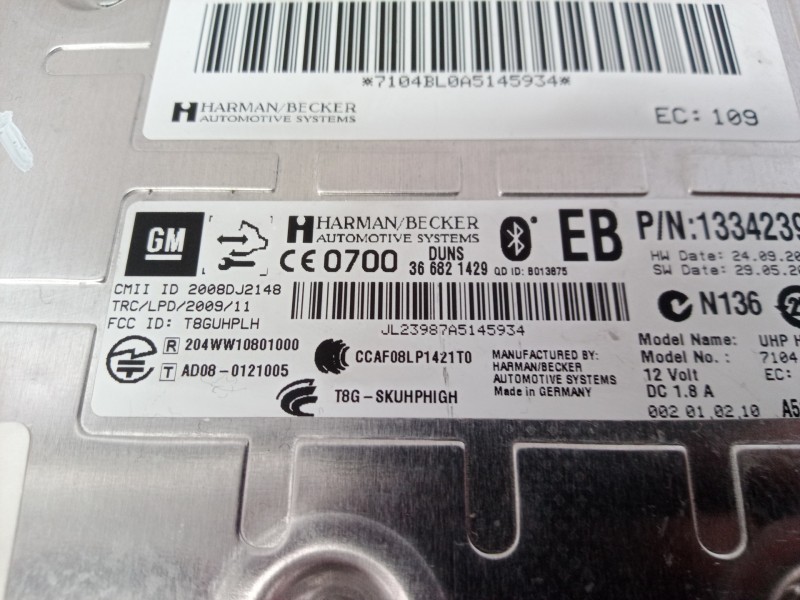 *7104BL0A5145934*
HARMAN/BECKER
AUTOMOTIVE SYSTEMS
EC: 109
GM
HARMAN/BECKER
AUTOMOTIVE SYSTEMS
EB
P/N:1334239
HW Date: 24.09.20
SW Date: 29.05.20
CE 0700
DUNS
36 682 1429
QD ID: B013875
CMII ID 2008DJ2148
TRC/LPD/2009/11
FCC ID: T8GUHPLH
JL23987A5145934
N136
R 204WW10801000
T AD08-0121005
CCAF08LP1421T0
T8G-SKUHPHIGH
MANUFACTURED BY:
HARMAN/BECKER
AUTOMOTIVE SYSTEMS
Made in GERMANY
Model Name: UHP H
Model No.: 7104
12 Volt EC:
DC 1.8 A
002 01.02.10 A5